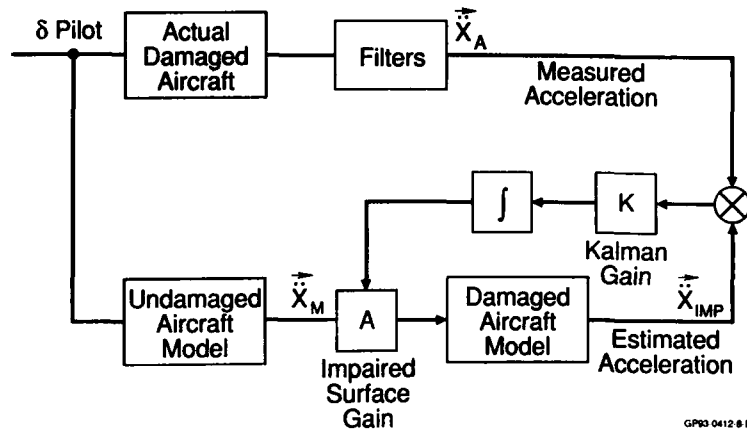 δ Pilot
Actual
Damaged
Aircraft
Filters
Ẍ_A
Measured
Acceleration
∫
K
Kalman
Gain
Undamaged
Aircraft
Model
Ẍ_M
A
Impaired
Surface
Gain
Damaged
Aircraft
Model
Ẍ_IMP
Estimated
Acceleration